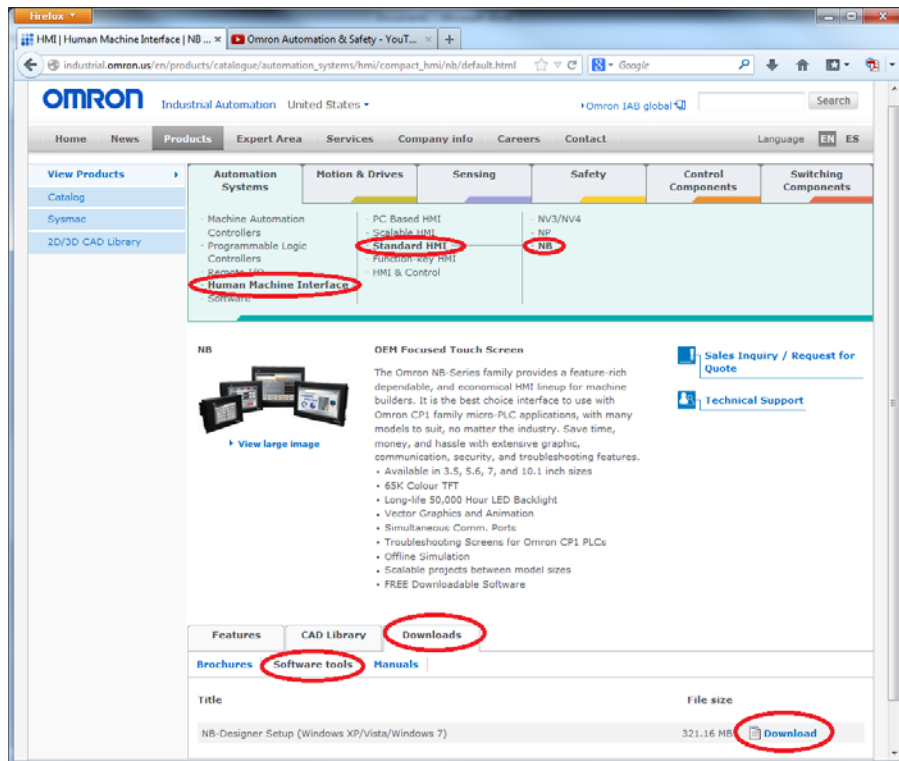 Firefox
HMI | Human Machine Interface | NB ... ×
Omron Automation & Safety - YouT... ×
+
industrial.omron.us/en/products/catalogue/automation_systems/hmi/compact_hmi/nb/default.html
Google
OMRON
Industrial Automation United States
Omron IAB global
Search
Home News Products Expert Area Services Company info Careers Contact
Language EN ES
View Products
Catalog
Sysmac
2D/3D CAD Library
Automation
Systems
Motion & Drives
Sensing
Safety
Control
Components
Switching
Components
- Machine Automation
Controllers
- Programmable Logic
Controllers
- Remote I/O
- Human Machine Interface
- Software
- PC Based HMI
- Scalable HMI
- Standard HMI
- Function-key HMI
- HMI & Control
- NV3/NV4
- NP
- NB
NB
View large image
OEM Focused Touch Screen
The Omron NB-Series family provides a feature-rich
dependable, and economical HMI lineup for machine
builders. It is the best choice interface to use with
Omron CP1 family micro-PLC applications, with many
models to suit, no matter the industry. Save time,
money, and hassle with extensive graphic,
communication, security, and troubleshooting features.
• Available in 3.5, 5.6, 7, and 10.1 inch sizes
• 65K Colour TFT
• Long-life 50,000 Hour LED Backlight
• Vector Graphics and Animation
• Simultaneous Comm. Ports
• Troubleshooting Screens for Omron CP1 PLCs
• Offline Simulation
• Scalable projects between model sizes
• FREE Downloadable Software
Sales Inquiry / Request for
Quote
Technical Support
Features CAD Library Downloads
Brochures Software tools Manuals
Title File size
NB-Designer Setup (Windows XP/Vista/Windows 7) 321.16 MB Download